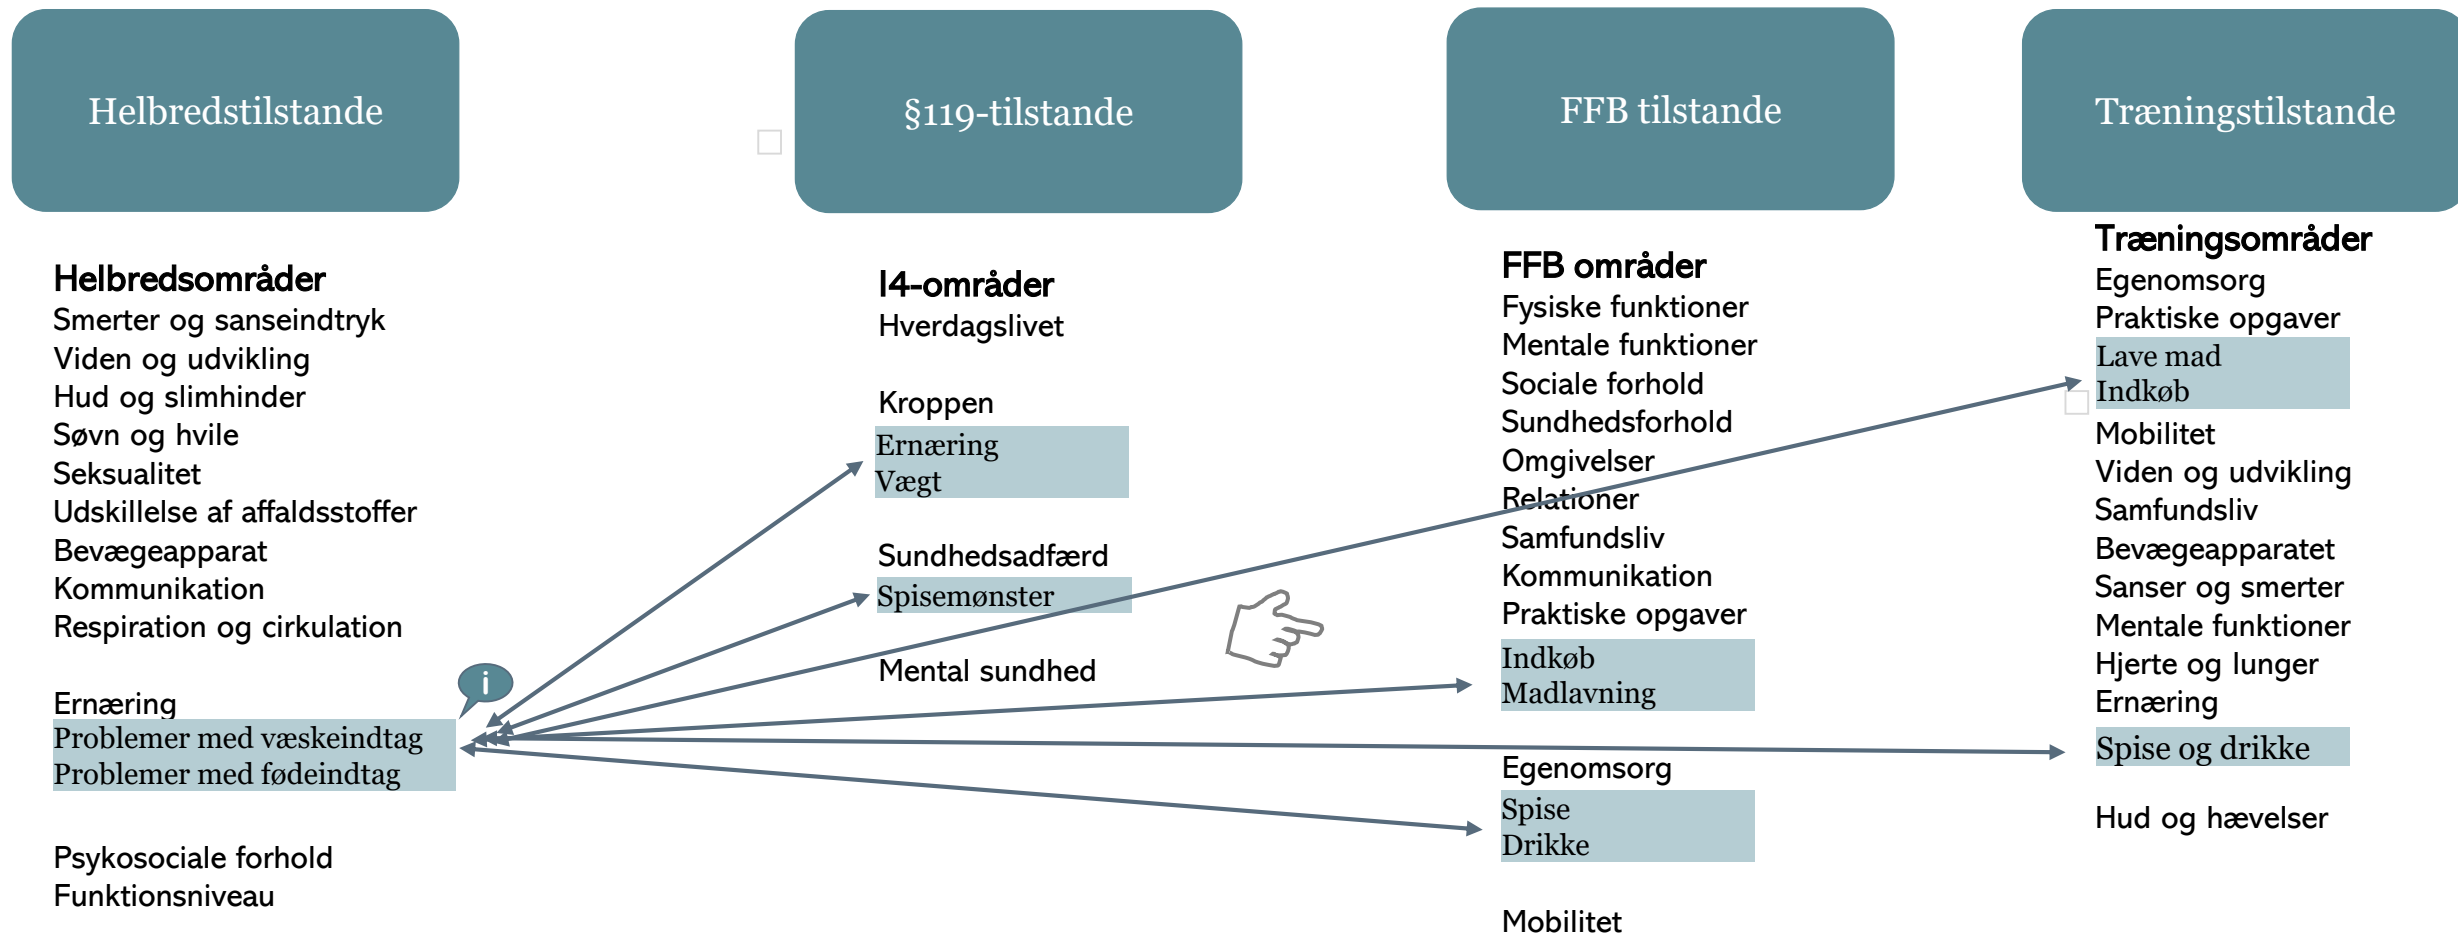 Helbredstilstande
§119-tilstande
FFB tilstande
Træningstilstande
Helbredsområder
Smerter og sanseindtryk
Viden og udvikling
Hud og slimhinder
Søvn og hvile
Seksualitet
Udskillelse af affaldsstoffer
Bevægeapparat
Kommunikation
Respiration og cirkulation
i
Ernæring
Problemer med væskeindtag
Problemer med fødeindtag
Psykosociale forhold
Funktionsniveau
I4-områder
Hverdagslivet
Kroppen
Ernæring
Vægt
Sundhedsadfærd
Spisemønster
Mental sundhed
FFB områder
Fysiske funktioner
Mentale funktioner
Sociale forhold
Sundhedsforhold
Omgivelser
Relationer
Samfundsliv
Kommunikation
Praktiske opgaver
Indkøb
Madlavning
Egenomsorg
Spise
Drikke
Mobilitet
Træningsområder
Egenomsorg
Praktiske opgaver
Lave mad
Indkøb
Mobilitet
Viden og udvikling
Samfundsliv
Bevægeapparatet
Sanser og smerter
Mentale funktioner
Hjerte og lunger
Ernæring
Spise og drikke
Hud og hævelser